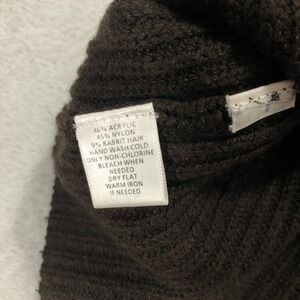 46% ACRYLIC
45% NYLON
9% RABBIT HAIR
HAND WASH COLD
ONLY NON-CHLORINE
BLEACH WHEN
NEEDED
DRY FLAT
WARM IRON
IF NEEDED